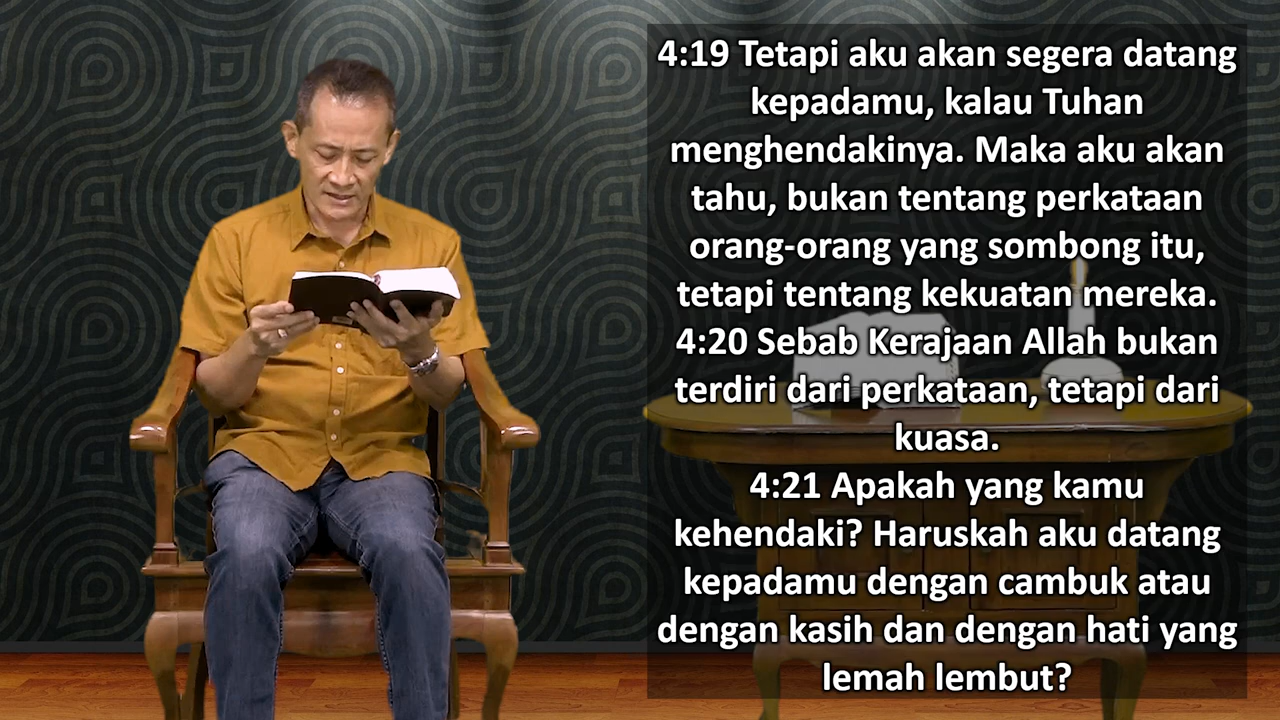 4:19 Tetapi aku akan segera datang
kepadamu, kalau Tuhan
menghendakinya. Maka aku akan
tahu, bukan tentang perkataan
orang-orang yang sombong itu,
tetapi tentang kekuatan mereka.
4:20 Sebab Kerajaan Allah bukan
terdiri dari perkataan, tetapi dari
kuasa.
4:21 Apakah yang kamu
kehendaki? Haruskah aku datang
kepadamu dengan cambuk atau
dengan kasih dan dengan hati yang
lemah lembut?